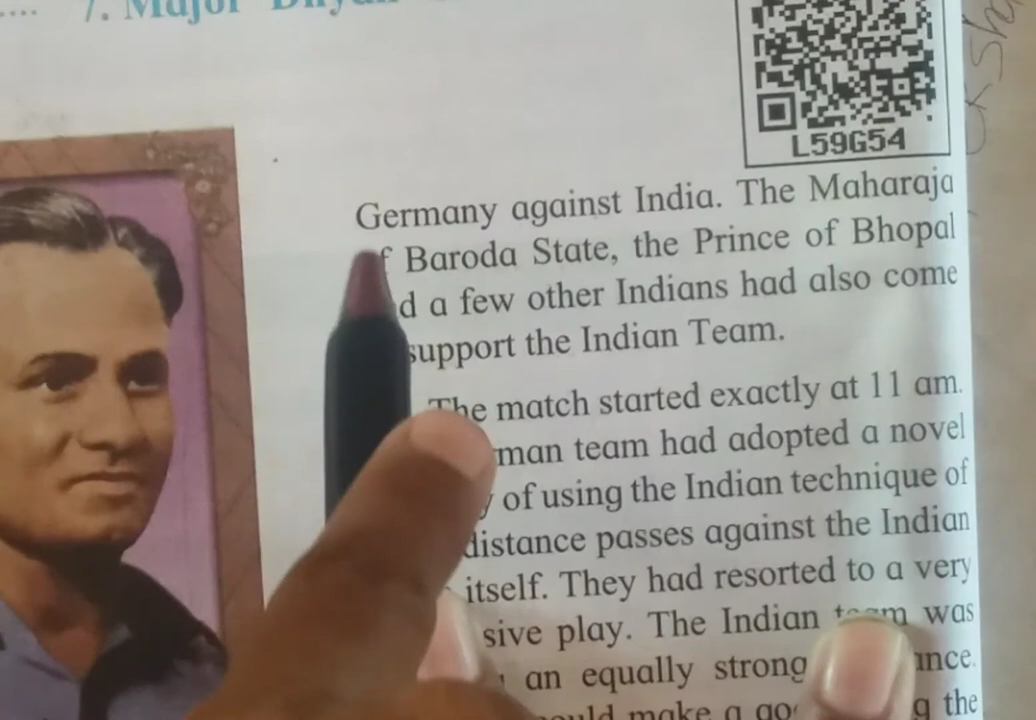 7. Major
L59G54
Germany against India. The Maharaja
Baroda State, the Prince of Bhopal
a few other Indians had also come
support the Indian Team.
The match started exactly at 11 am.
team had adopted a novel
of using the Indian technique of
distance passes against the Indian
itself. They had resorted to a very
play. The Indian team was
an equally strong
make a
the